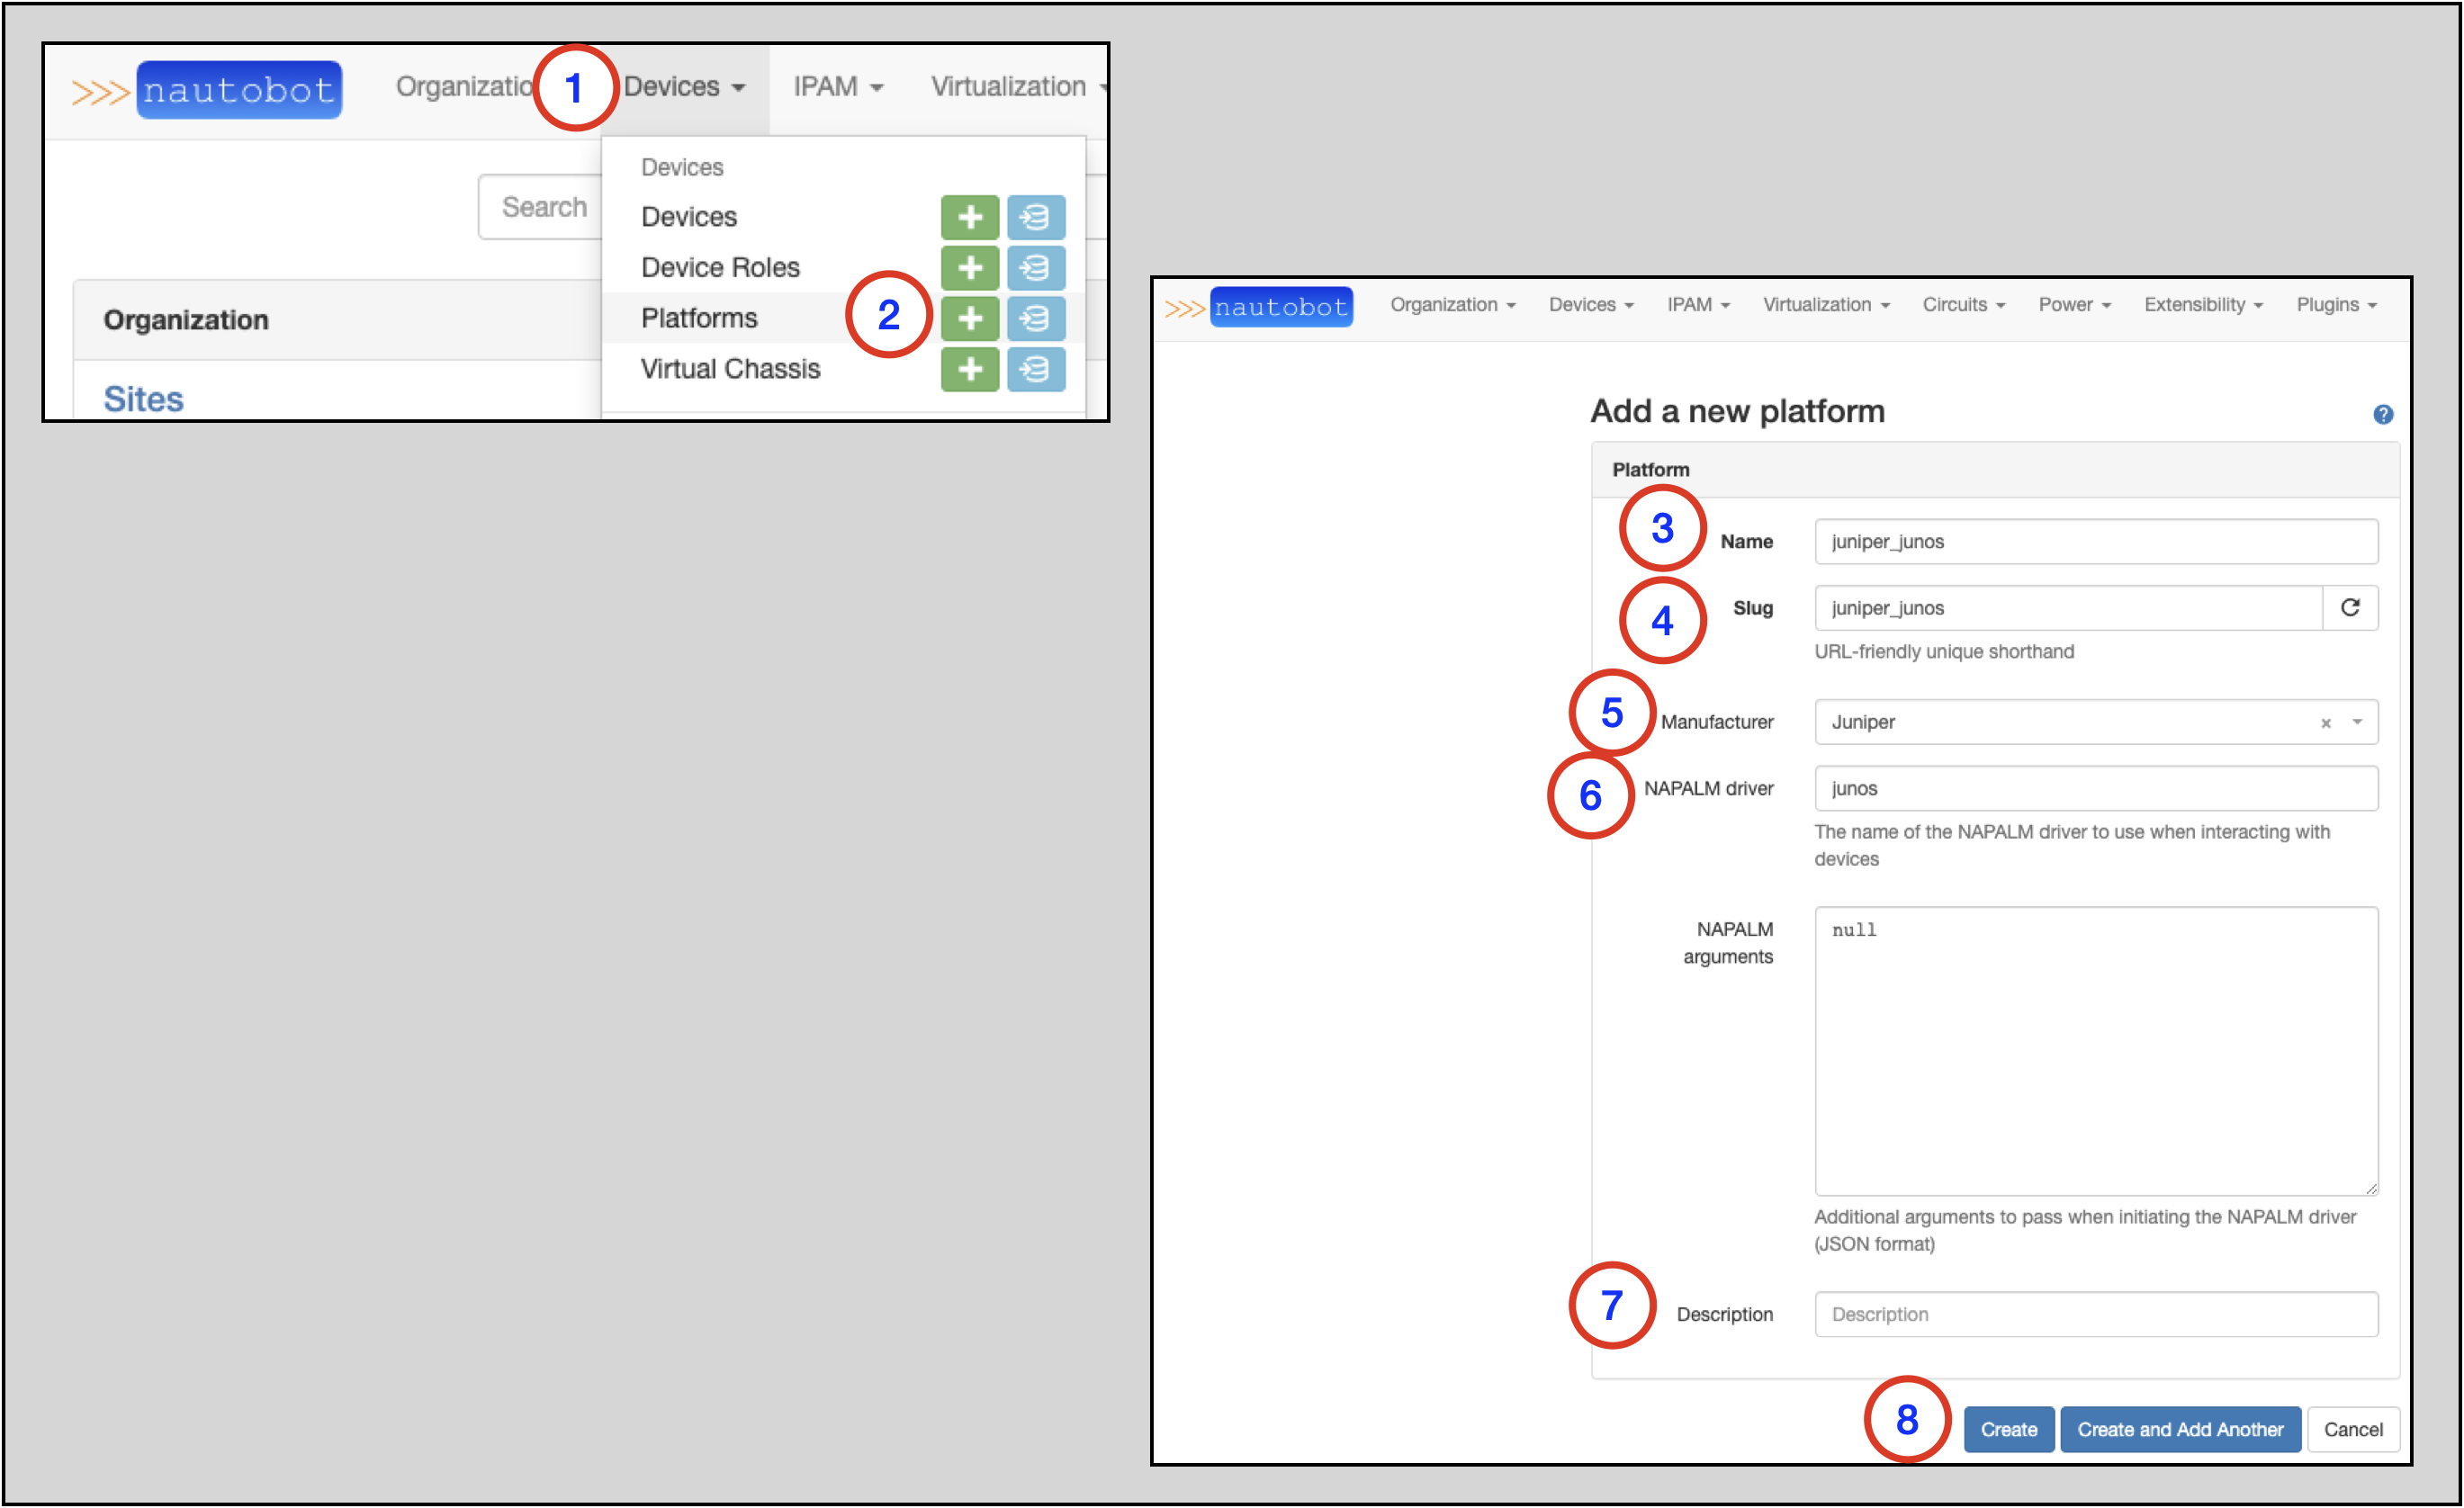 >>> nautobot Organizatio 1 Devices IPAM Virtualization
Search
Devices
Devices
Device Roles
Platforms 2
Virtual Chassis
Organization
Sites
>>> nautobot Organization Devices IPAM Virtualization Circuits Power Extensibility Plugins
Add a new platform ?
Platform
3 Name juniper_junos
4 Slug juniper_junos
URL-friendly unique shorthand
5 Manufacturer Juniper ×
6 NAPALM driver junos
The name of the NAPALM driver to use when interacting with
devices
NAPALM
arguments
null
Additional arguments to pass when initiating the NAPALM driver
(JSON format)
7 Description Description
8 Create Create and Add Another Cancel